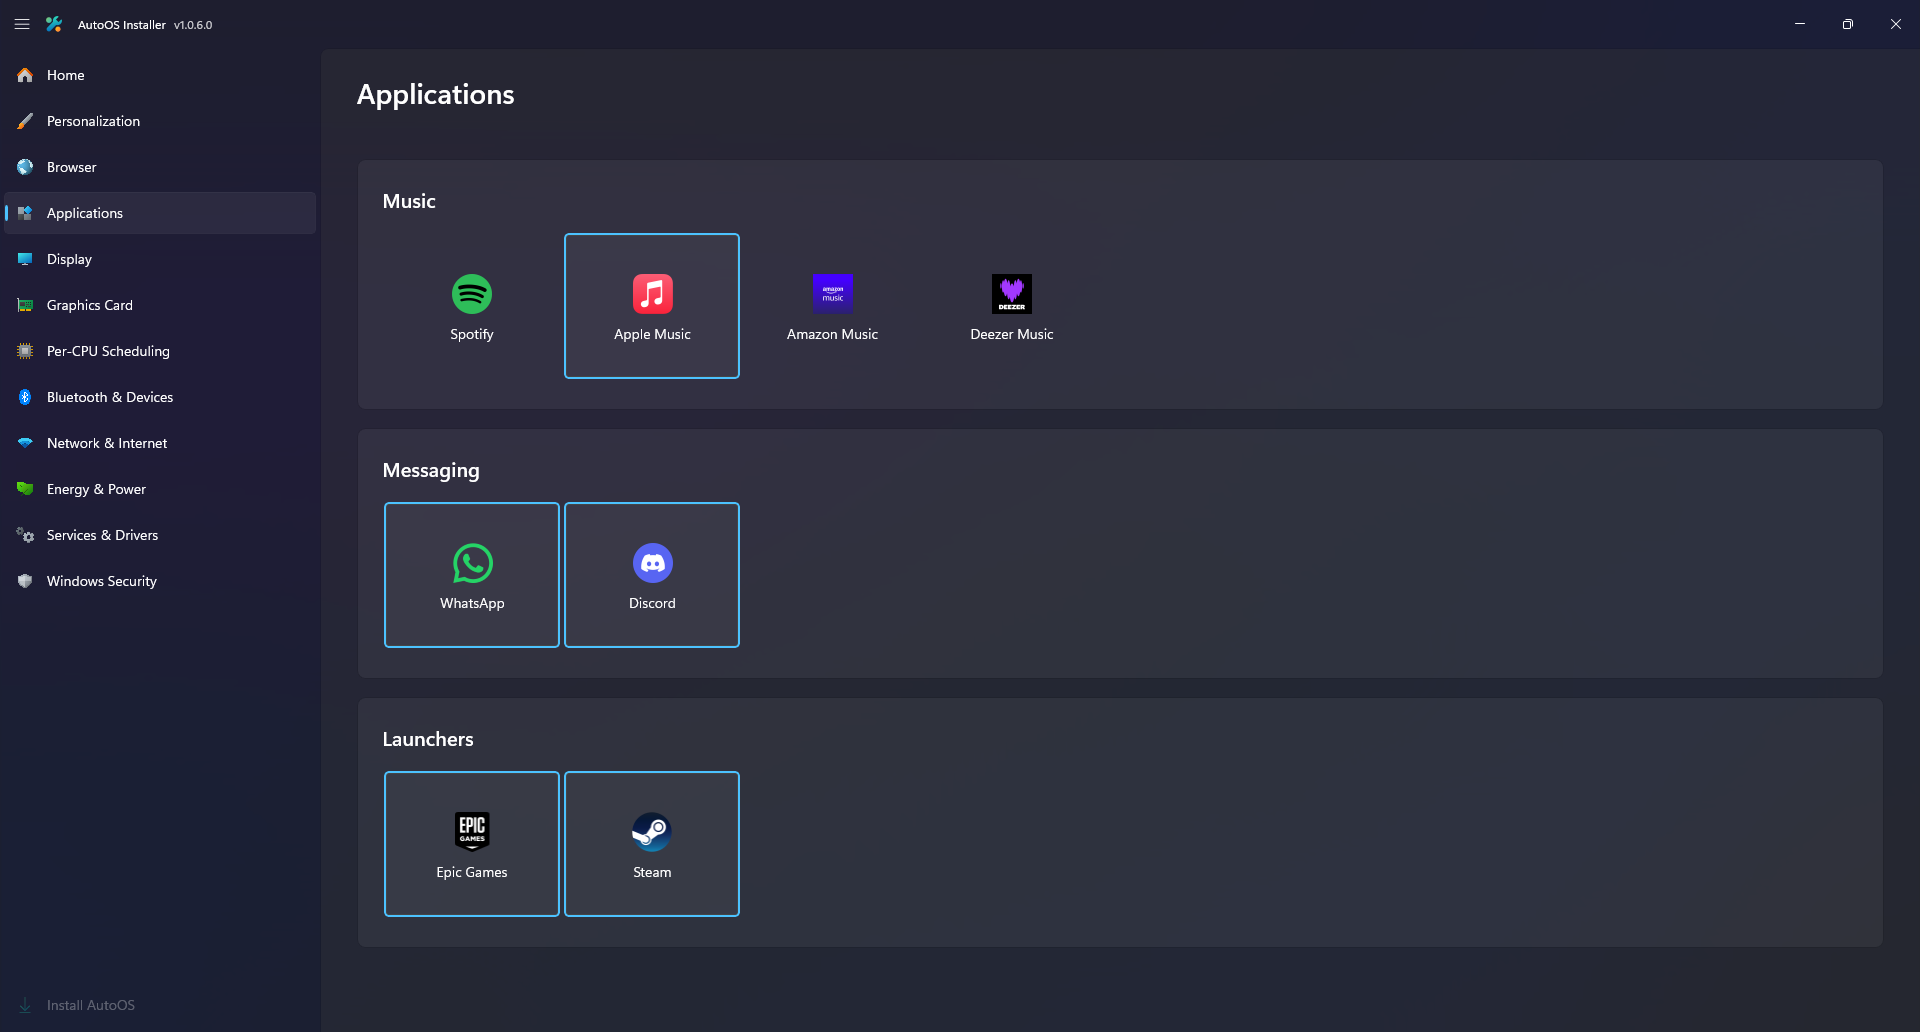 AutoOS Installer v1.0.6.0
Home
Personalization
Browser
Applications
Display
Graphics Card
Per-CPU Scheduling
Bluetooth & Devices
Network & Internet
Energy & Power
Services & Drivers
Windows Security
Install AutoOS
Applications
Music
amazon
music
DEEZER
Spotify
Apple Music
Amazon Music
Deezer Music
Messaging
WhatsApp
Discord
Launchers
EPIC
GAMES
Epic Games
Steam